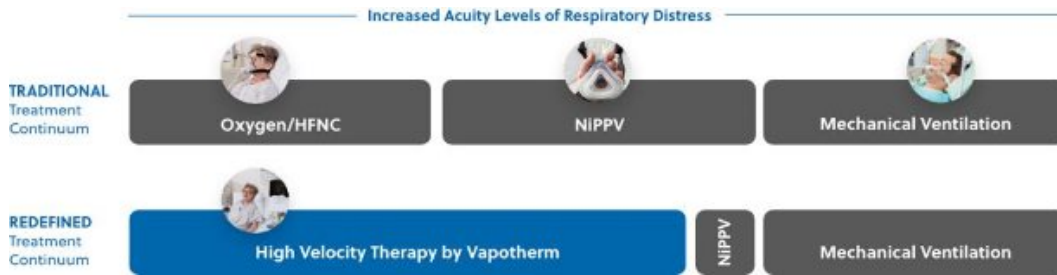 Increased Acuity Levels of Respiratory Distress
TRADITIONAL
Treatment
Continuum
Oxygen/HFNC
NiPPV
Mechanical Ventilation
REDEFINED
Treatment
Continuum
High Velocity Therapy by Vapotherm
NiPPV
Mechanical Ventilation